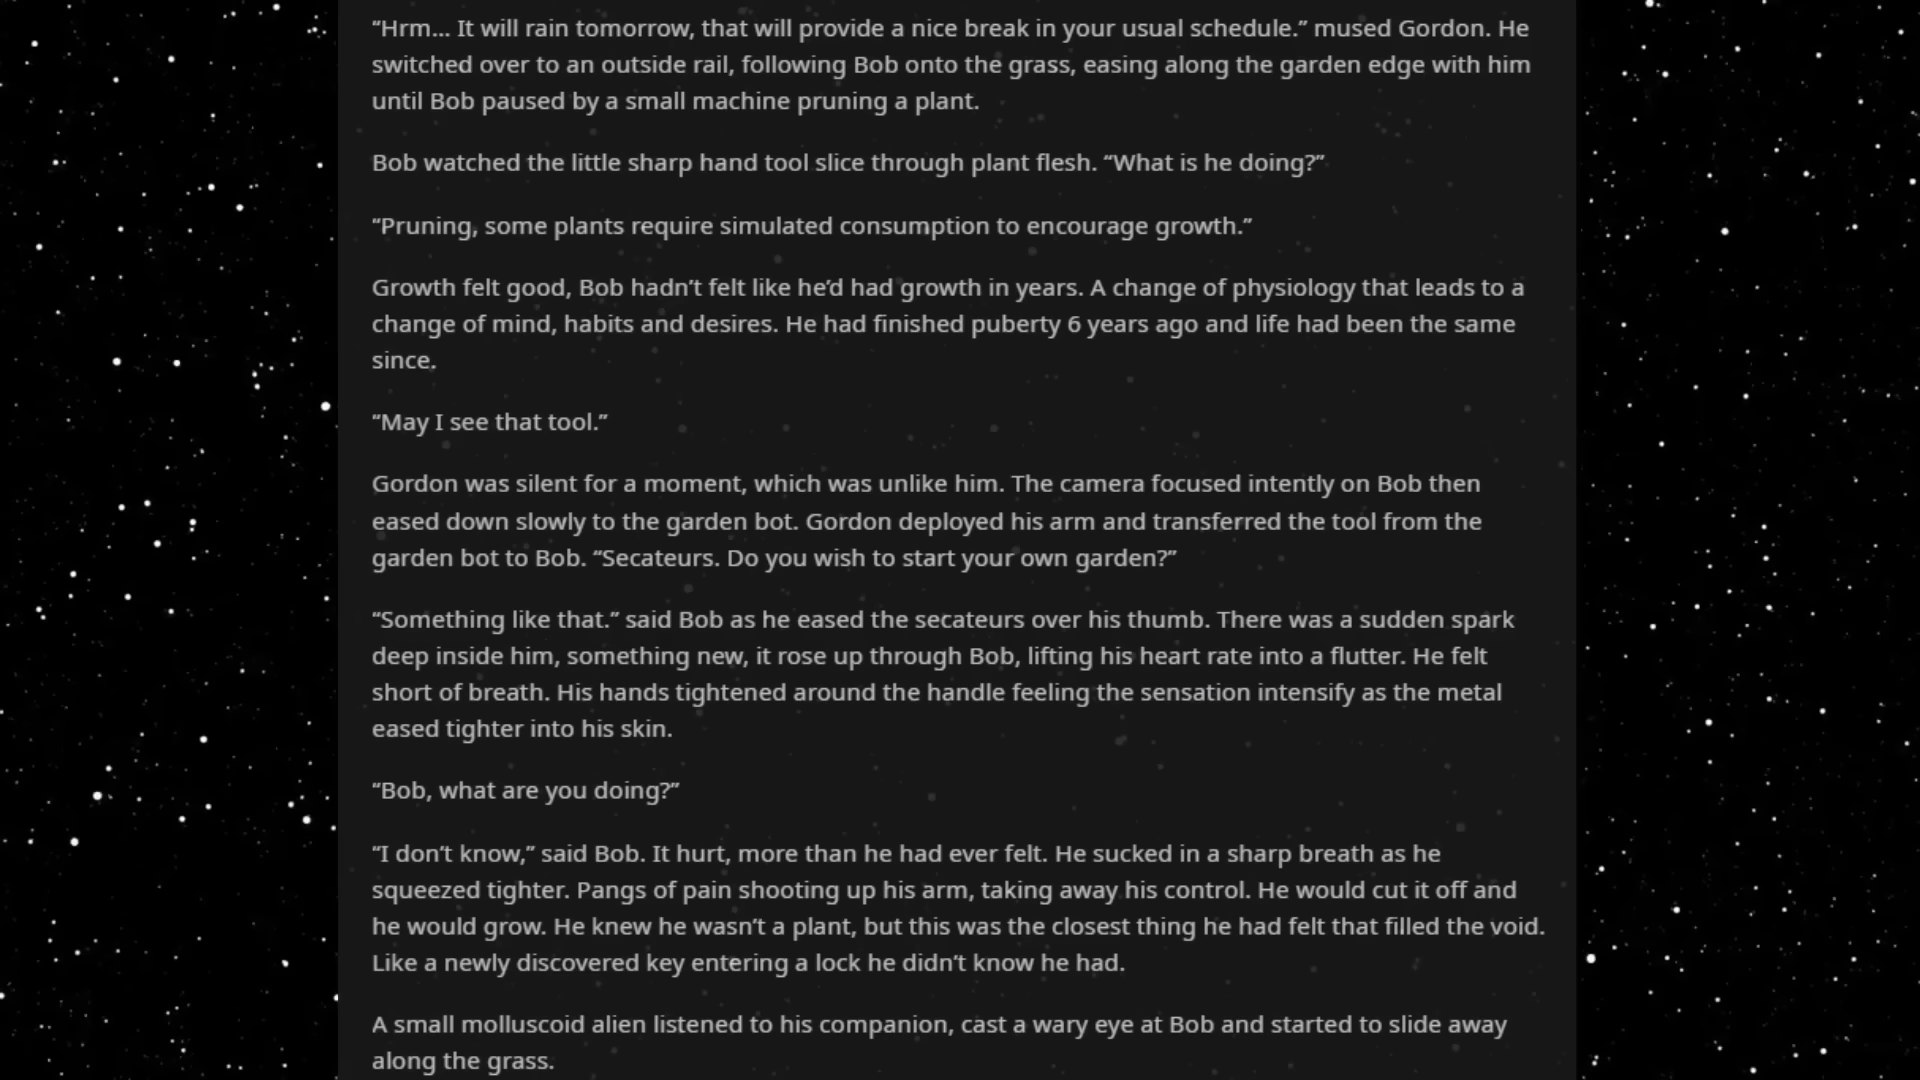 “Hrm... It will rain tomorrow, that will provide a nice break in your usual schedule.” mused Gordon. He
switched over to an outside rail, following Bob onto the grass, easing along the garden edge with him
until Bob paused by a small machine pruning a plant.
Bob watched the little sharp hand tool slice through plant flesh. “What is he doing?”
“Pruning, some plants require simulated consumption to encourage growth.”
Growth felt good, Bob hadn’t felt like he’d had growth in years. A change of physiology that leads to a
change of mind, habits and desires. He had finished puberty 6 years ago and life had been the same
since.
“May I see that tool.”
Gordon was silent for a moment, which was unlike him. The camera focused intently on Bob then
eased down slowly to the garden bot. Gordon deployed his arm and transferred the tool from the
garden bot to Bob. “Secateurs. Do you wish to start your own garden?”
“Something like that.” said Bob as he eased the secateurs over his thumb. There was a sudden spark
deep inside him, something new, it rose up through Bob, lifting his heart rate into a flutter. He felt
short of breath. His hands tightened around the handle feeling the sensation intensify as the metal
eased tighter into his skin.
“Bob, what are you doing?”
“I don’t know,” said Bob. It hurt, more than he had ever felt. He sucked in a sharp breath as he
squeezed tighter. Pangs of pain shooting up his arm, taking away his control. He would cut it off and
he would grow. He knew he wasn’t a plant, but this was the closest thing he had felt that filled the void.
Like a newly discovered key entering a lock he didn’t know he had.
A small molluscoid alien listened to his companion, cast a wary eye at Bob and started to slide away
along the grass.